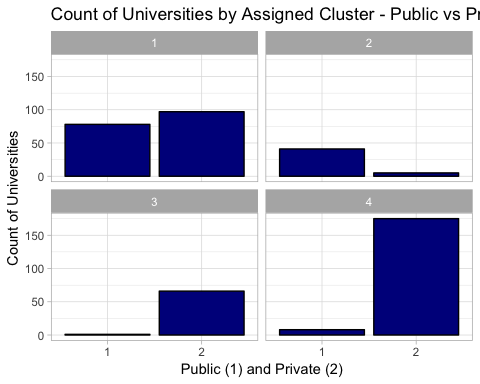 Count of Universities by Assigned Cluster - Public vs Pr
1 2
150
100
50
0
3 4
150
100
50
0
1 2 1 2
Count of Universities
Public (1) and Private (2)